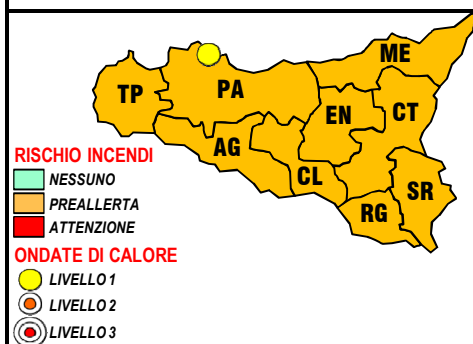 ME
TP
PA
EN
CT
AG
CL
SR
RG
RISCHIO INCENDI
NESSUNO
PREALLERTA
ATTENZIONE
ONDATE DI CALORE
LIVELLO 1
LIVELLO 2
LIVELLO 3